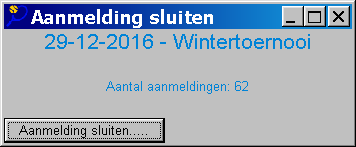 Aanmelding sluiten
29-12-2016 - Wintertoernooi
Aantal aanmeldingen: 62
Aanmelding sluiten.....